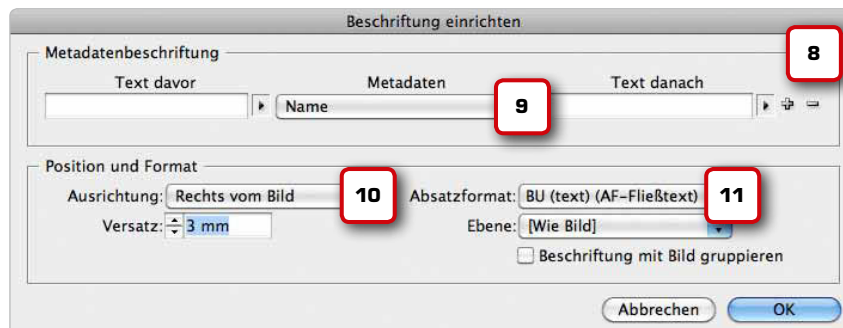 Beschriftung einrichten
Metadatenbeschriftung
8
Text davor Metadaten Text danach
Name 9
Position und Format
Ausrichtung: Rechts vom Bild 10 Absatzformat: BU (text) (AF-Fließtext) 11
Versatz: 3 mm Ebene: [Wie Bild]
Beschriftung mit Bild gruppieren
Abbrechen OK